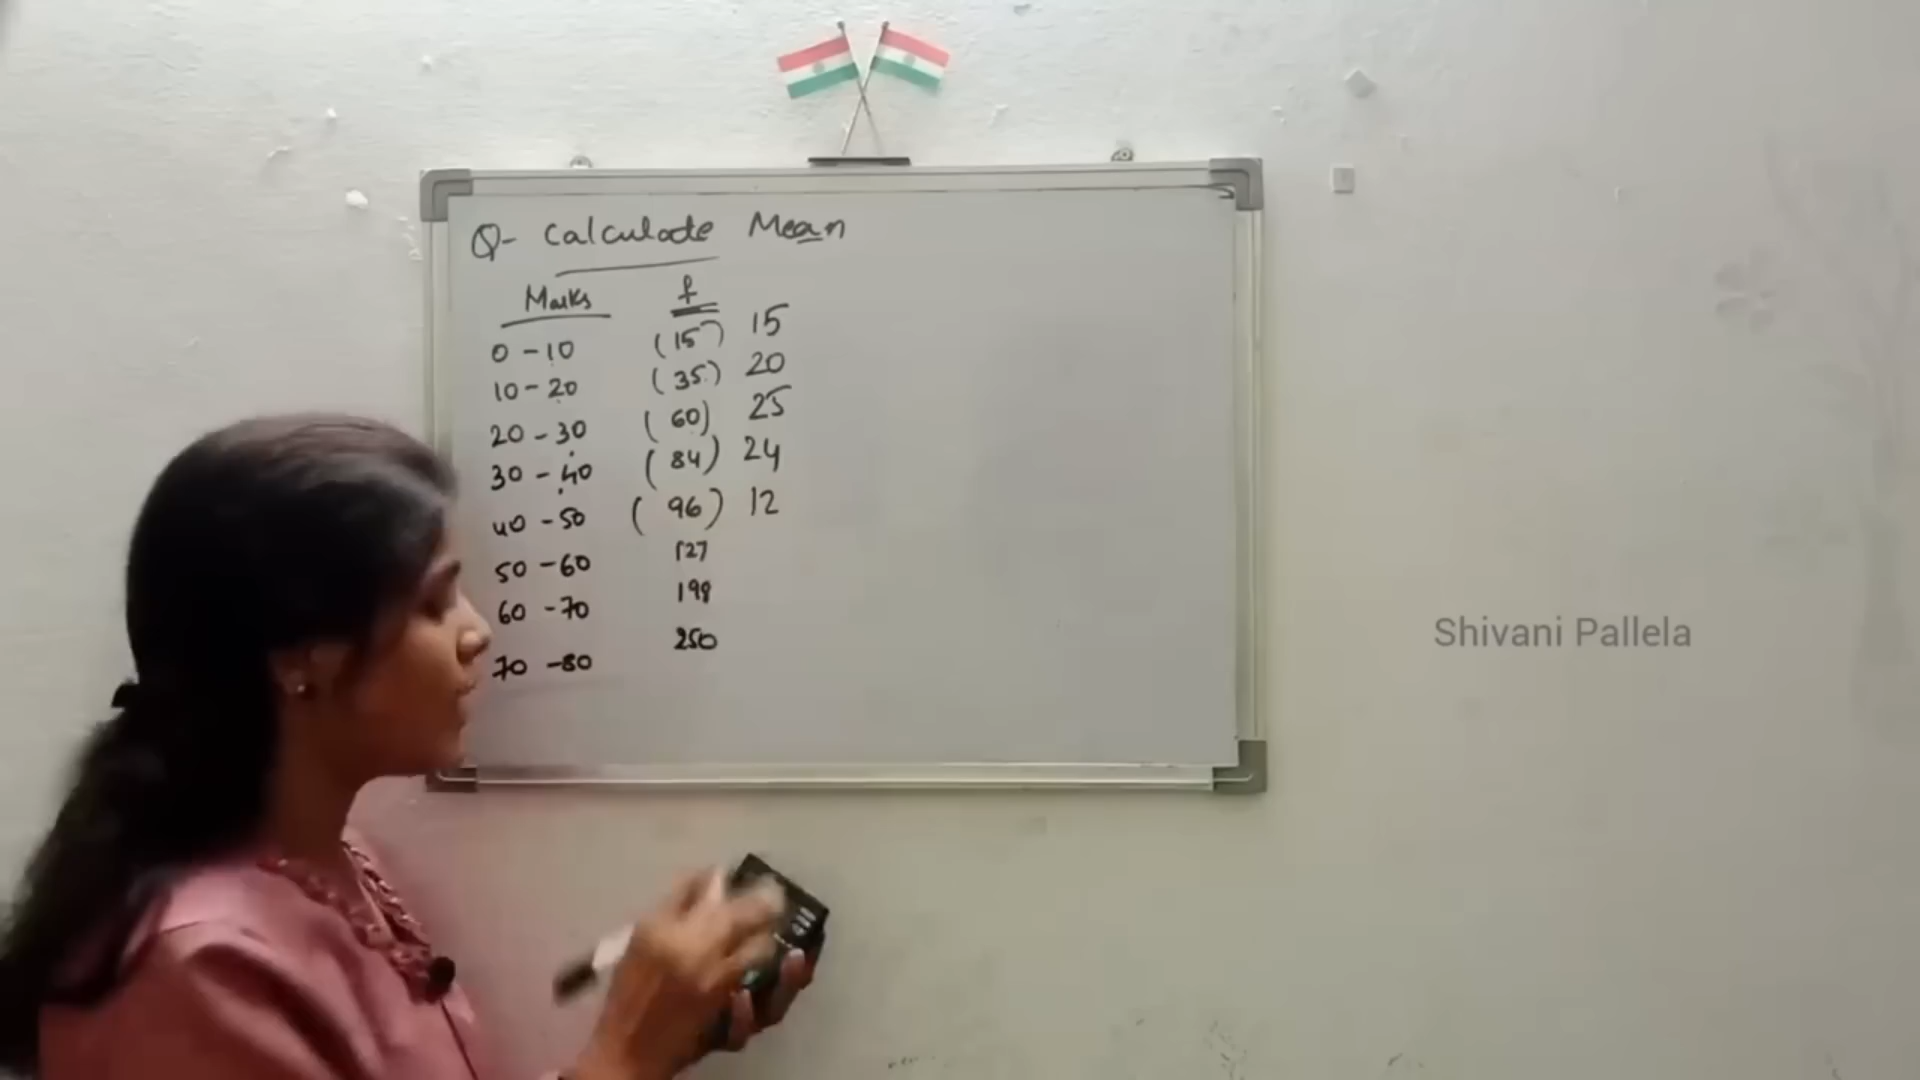 Q- Calculate Mean
Marks f
0 - 10 (15) 15
10 - 20 (35) 20
20 - 30 (60) 25
30 - 40 (84) 24
40 - 50 (96) 12
50 - 60 127
60 - 70 198
70 - 80 250
Shivani Pallela